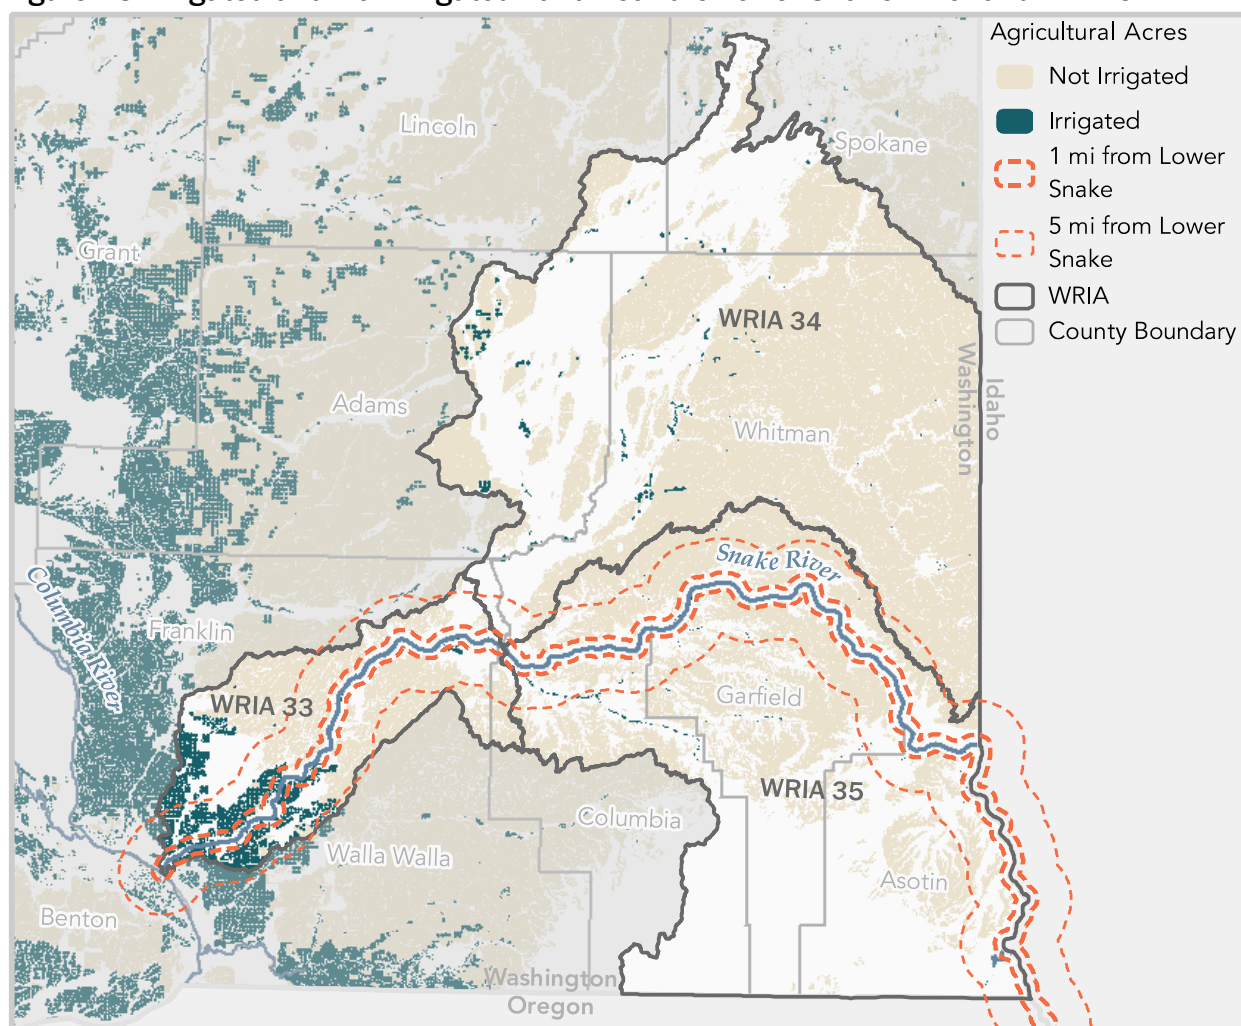 Agricultural Acres
Not Irrigated
Irrigated
1 mi from Lower
Snake
5 mi from Lower
Snake
WRIA
County Boundary
Lincoln
Spokane
Grant
WRIA 34
Washington
Idaho
Adams
Whitman
Snake River
Columbia River
Franklin
WRIA 33
Garfield
WRIA 35
Columbia
Walla Walla
Asotin
Benton
Washington
Oregon